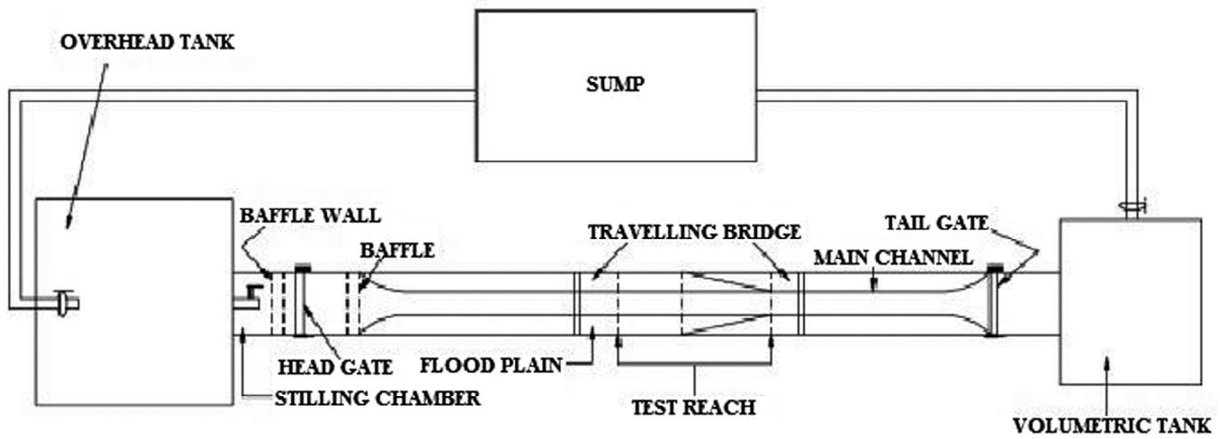 OVERHEAD TANK
SUMP
BAFFLE WALL
BAFFLE
TRAVELLING BRIDGE
TAIL GATE
MAIN CHANNEL
HEAD GATE
FLOOD PLAIN
STILLING CHAMBER
TEST REACH
VOLUMETRIC TANK